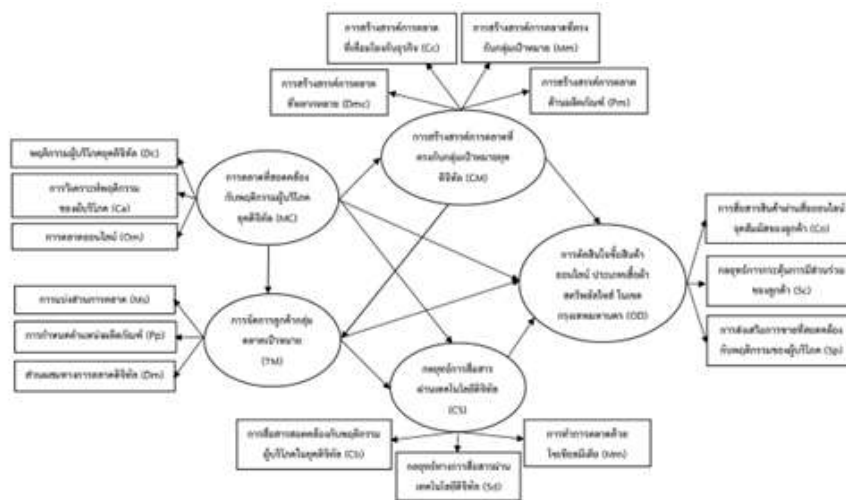 การสร้างสรรค์การตลาด
ที่เชื่อมโยงกับธุรกิจ (Cc)
การสร้างสรรค์การตลาดที่ตรง
กับกลุ่มเป้าหมาย (Mm)
การสร้างสรรค์การตลาด
ที่หลากหลาย (Dmc)
การสร้างสรรค์การตลาด
ด้านผลิตภัณฑ์ (Pm)
การสร้างสรรค์การตลาดที่
ตรงกับกลุ่มเป้าหมายยุค
ดิจิทัล (CM)
พฤติกรรมผู้บริโภคยุคดิจิทัล (Dc)
การวิเคราะห์พฤติกรรม
ของผู้บริโภค (Ca)
การตลาดออนไลน์ (Om)
การตลาดที่สอดคล้อง
กับพฤติกรรมผู้บริโภค
ยุคดิจิทัล (MC)
การตัดสินใจซื้อสินค้า
ออนไลน์ ประเภทเสื้อผ้า
สตรีพลัสไซส์ ในเขต
กรุงเทพมหานคร (OD)
การสื่อสารสินค้าผ่านสื่อออนไลน์
จุดสัมผัสของลูกค้า (Co)
กลยุทธ์การกระตุ้นการมีส่วนร่วม
ของลูกค้า (Sc)
การส่งเสริมการขายที่สอดคล้อง
กับพฤติกรรมของผู้บริโภค (Sp)
การแบ่งส่วนการตลาด (Ms)
การกำหนดตำแหน่งผลิตภัณฑ์ (Pp)
ส่วนผสมทางการตลาดดิจิทัล (Dm)
การจัดการลูกค้ากลุ่ม
ตลาดเป้าหมาย
(TM)
กลยุทธ์การสื่อสาร
ผ่านเทคโนโลยีดิจิทัล
(CS)
การสื่อสารสอดคล้องกับพฤติกรรม
ผู้บริโภคในยุคดิจิทัล (Cb)
กลยุทธ์ทางการสื่อสารผ่าน
เทคโนโลยีดิจิทัล (Sd)
การทำการตลาดด้วย
โซเชียลมีเดีย (Mm)